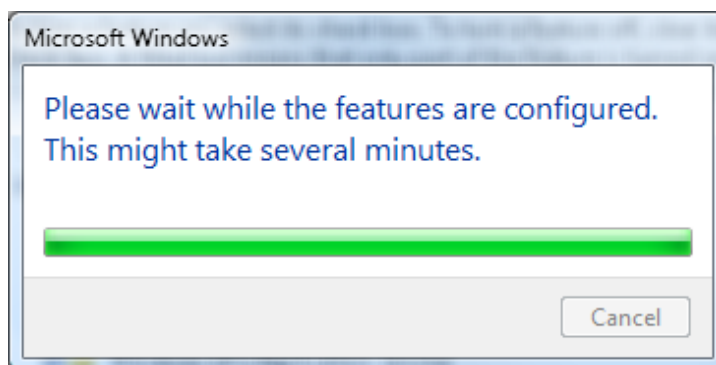 Microsoft Windows
Please wait while the features are configured.
This might take several minutes.
Cancel